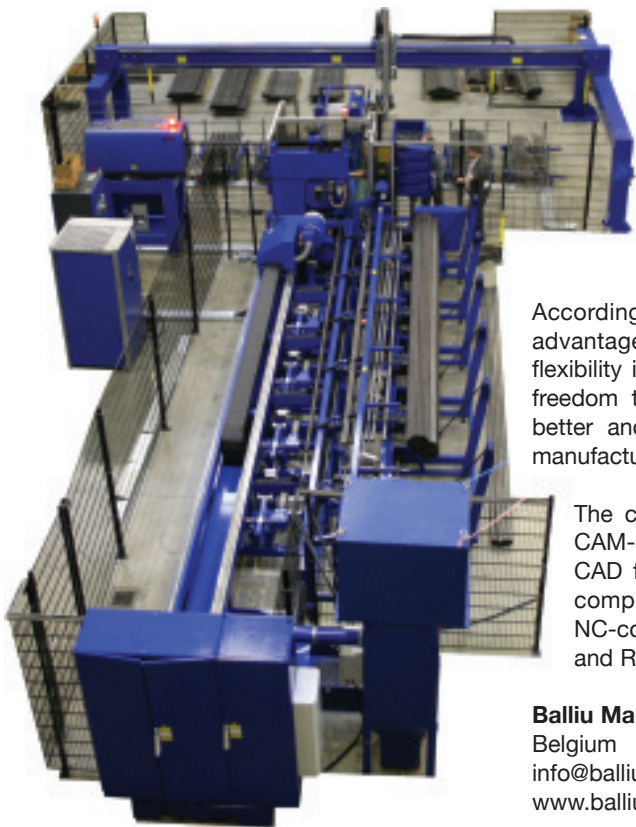 According
advantage
flexibility i
freedom t
better and
manufactu
The c
CAM-
CAD f
comp
NC-co
and R
Balliu Ma
Belgium
info@balliu
www.balliu